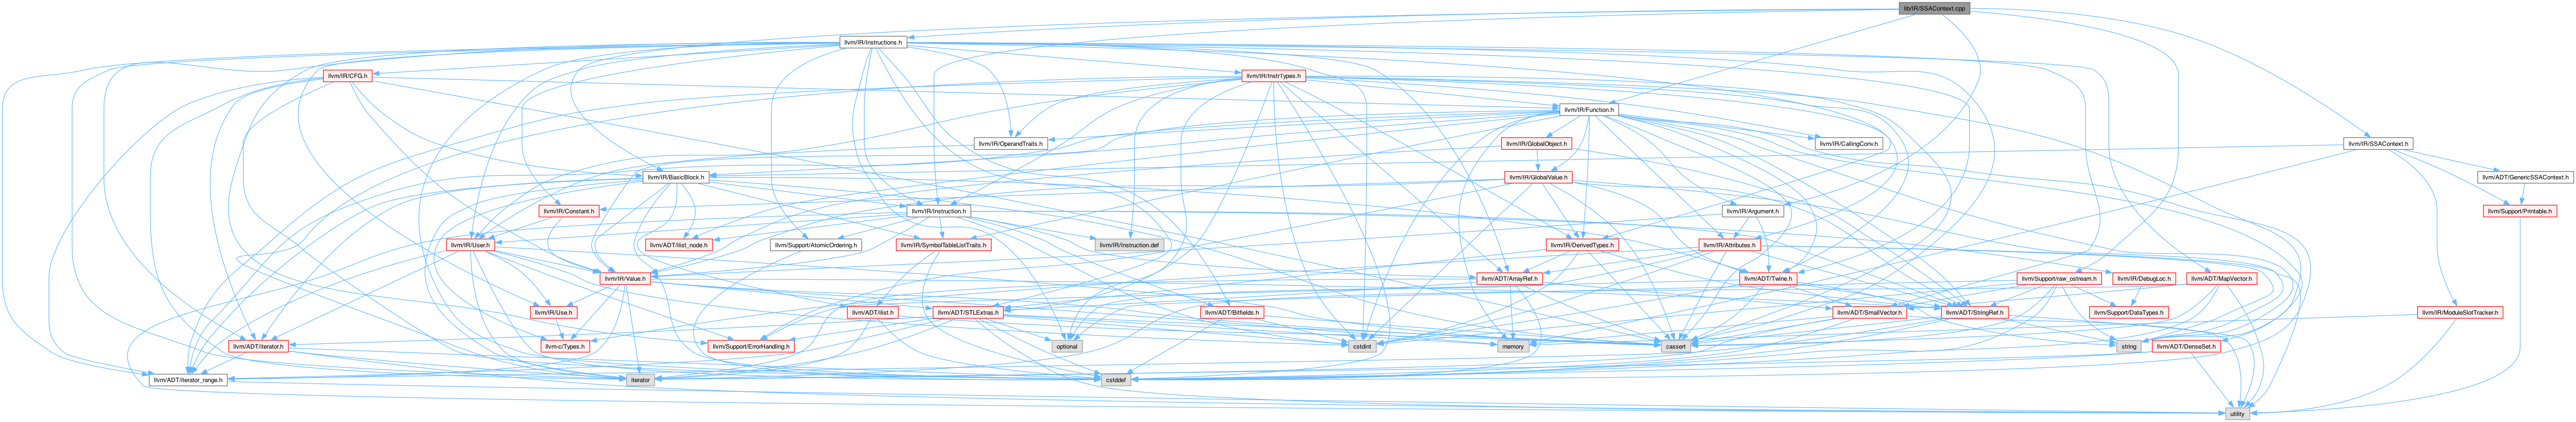 lib/IR/SSAContext.cpp
llvm/IR/Instructions.h
llvm/IR/CFG.h
llvm/IR/InstrTypes.h
llvm/IR/Function.h
llvm/IR/OperandTraits.h
llvm/IR/GlobalObject.h
llvm/IR/CallingConv.h
llvm/IR/SSAContext.h
llvm/IR/BasicBlock.h
llvm/IR/GlobalValue.h
llvm/ADT/GenericSSAContext.h
llvm/IR/Constant.h
llvm/IR/Instruction.h
llvm/IR/Argument.h
llvm/Support/Printable.h
llvm/IR/User.h
llvm/ADT/ilist_node.h
llvm/Support/AtomicOrdering.h
llvm/IR/SymbolTableListTraits.h
llvm/IR/Instruction.def
llvm/IR/DerivedTypes.h
llvm/IR/Attributes.h
llvm/IR/Value.h
llvm/ADT/ArrayRef.h
llvm/ADT/Twine.h
llvm/Support/raw_ostream.h
llvm/IR/DebugLoc.h
llvm/ADT/MapVector.h
llvm/IR/Use.h
llvm/ADT/ilist.h
llvm/ADT/STLExtras.h
llvm/ADT/Bitfields.h
llvm/ADT/SmallVector.h
llvm/ADT/StringRef.h
llvm/Support/DataTypes.h
llvm/IR/ModuleSlotTracker.h
llvm/ADT/iterator.h
llvm-c/Types.h
llvm/Support/ErrorHandling.h
optional
cstdint
memory
cassert
string
llvm/ADT/DenseSet.h
llvm/ADT/iterator_range.h
iterator
cstddef
utility